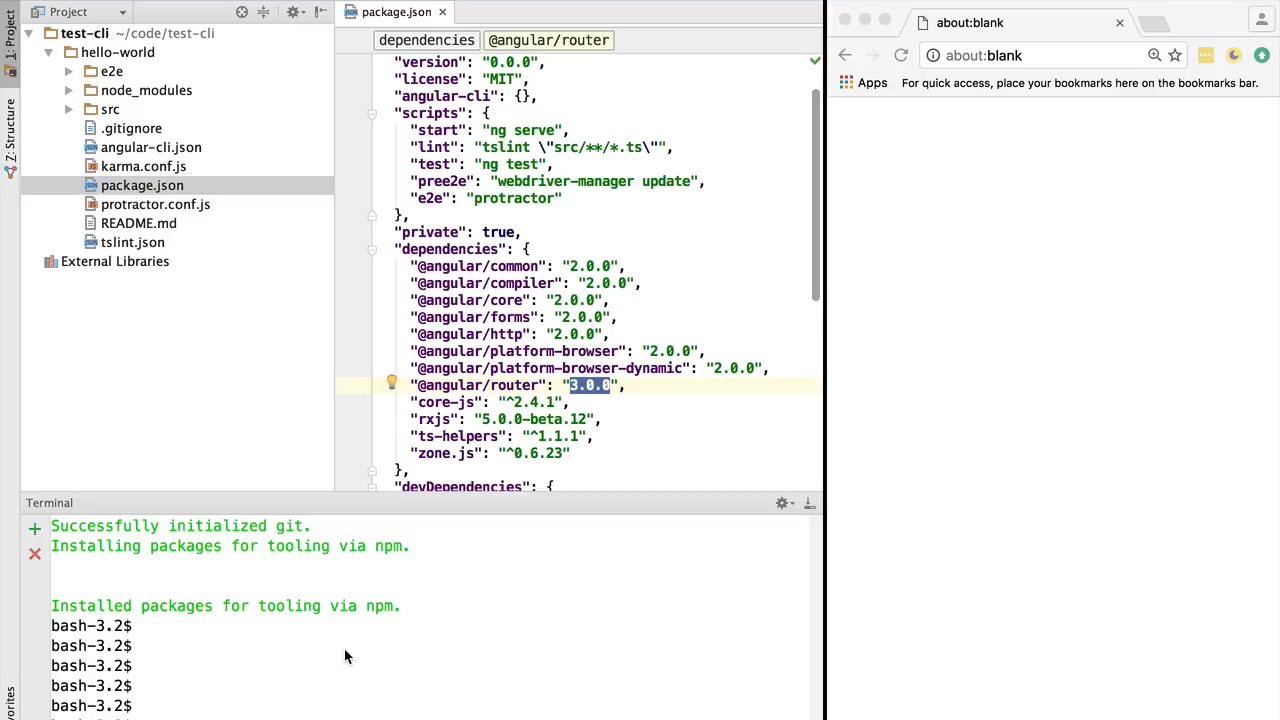 1: Project
Z: Structure
vorites
Project
test-cli ~/code/test-cli
hello-world
e2e
node_modules
src
.gitignore
angular-cli.json
karma.conf.js
package.json
protractor.conf.js
README.md
tslint.json
External Libraries
package.json
dependencies @angular/router
"version": "0.0.0",
"license": "MIT",
"angular-cli": {},
"scripts": {
"start": "ng serve",
"lint": "tslint \"src/**/*.ts\"",
"test": "ng test",
"pree2e": "webdriver-manager update",
"e2e": "protractor"
},
"private": true,
"dependencies": {
"@angular/common": "2.0.0",
"@angular/compiler": "2.0.0",
"@angular/core": "2.0.0",
"@angular/forms": "2.0.0",
"@angular/http": "2.0.0",
"@angular/platform-browser": "2.0.0",
"@angular/platform-browser-dynamic": "2.0.0",
"@angular/router": "3.0.0",
"core-js": "^2.4.1",
"rxjs": "5.0.0-beta.12",
"ts-helpers": "^1.1.1",
"zone.js": "^0.6.23"
},
"devDependencies": {
Terminal
Successfully initialized git.
Installing packages for tooling via npm.
Installed packages for tooling via npm.
bash-3.2$
bash-3.2$
bash-3.2$
bash-3.2$
bash-3.2$
about:blank
about:blank
Apps For quick access, place your bookmarks here on the bookmarks bar.